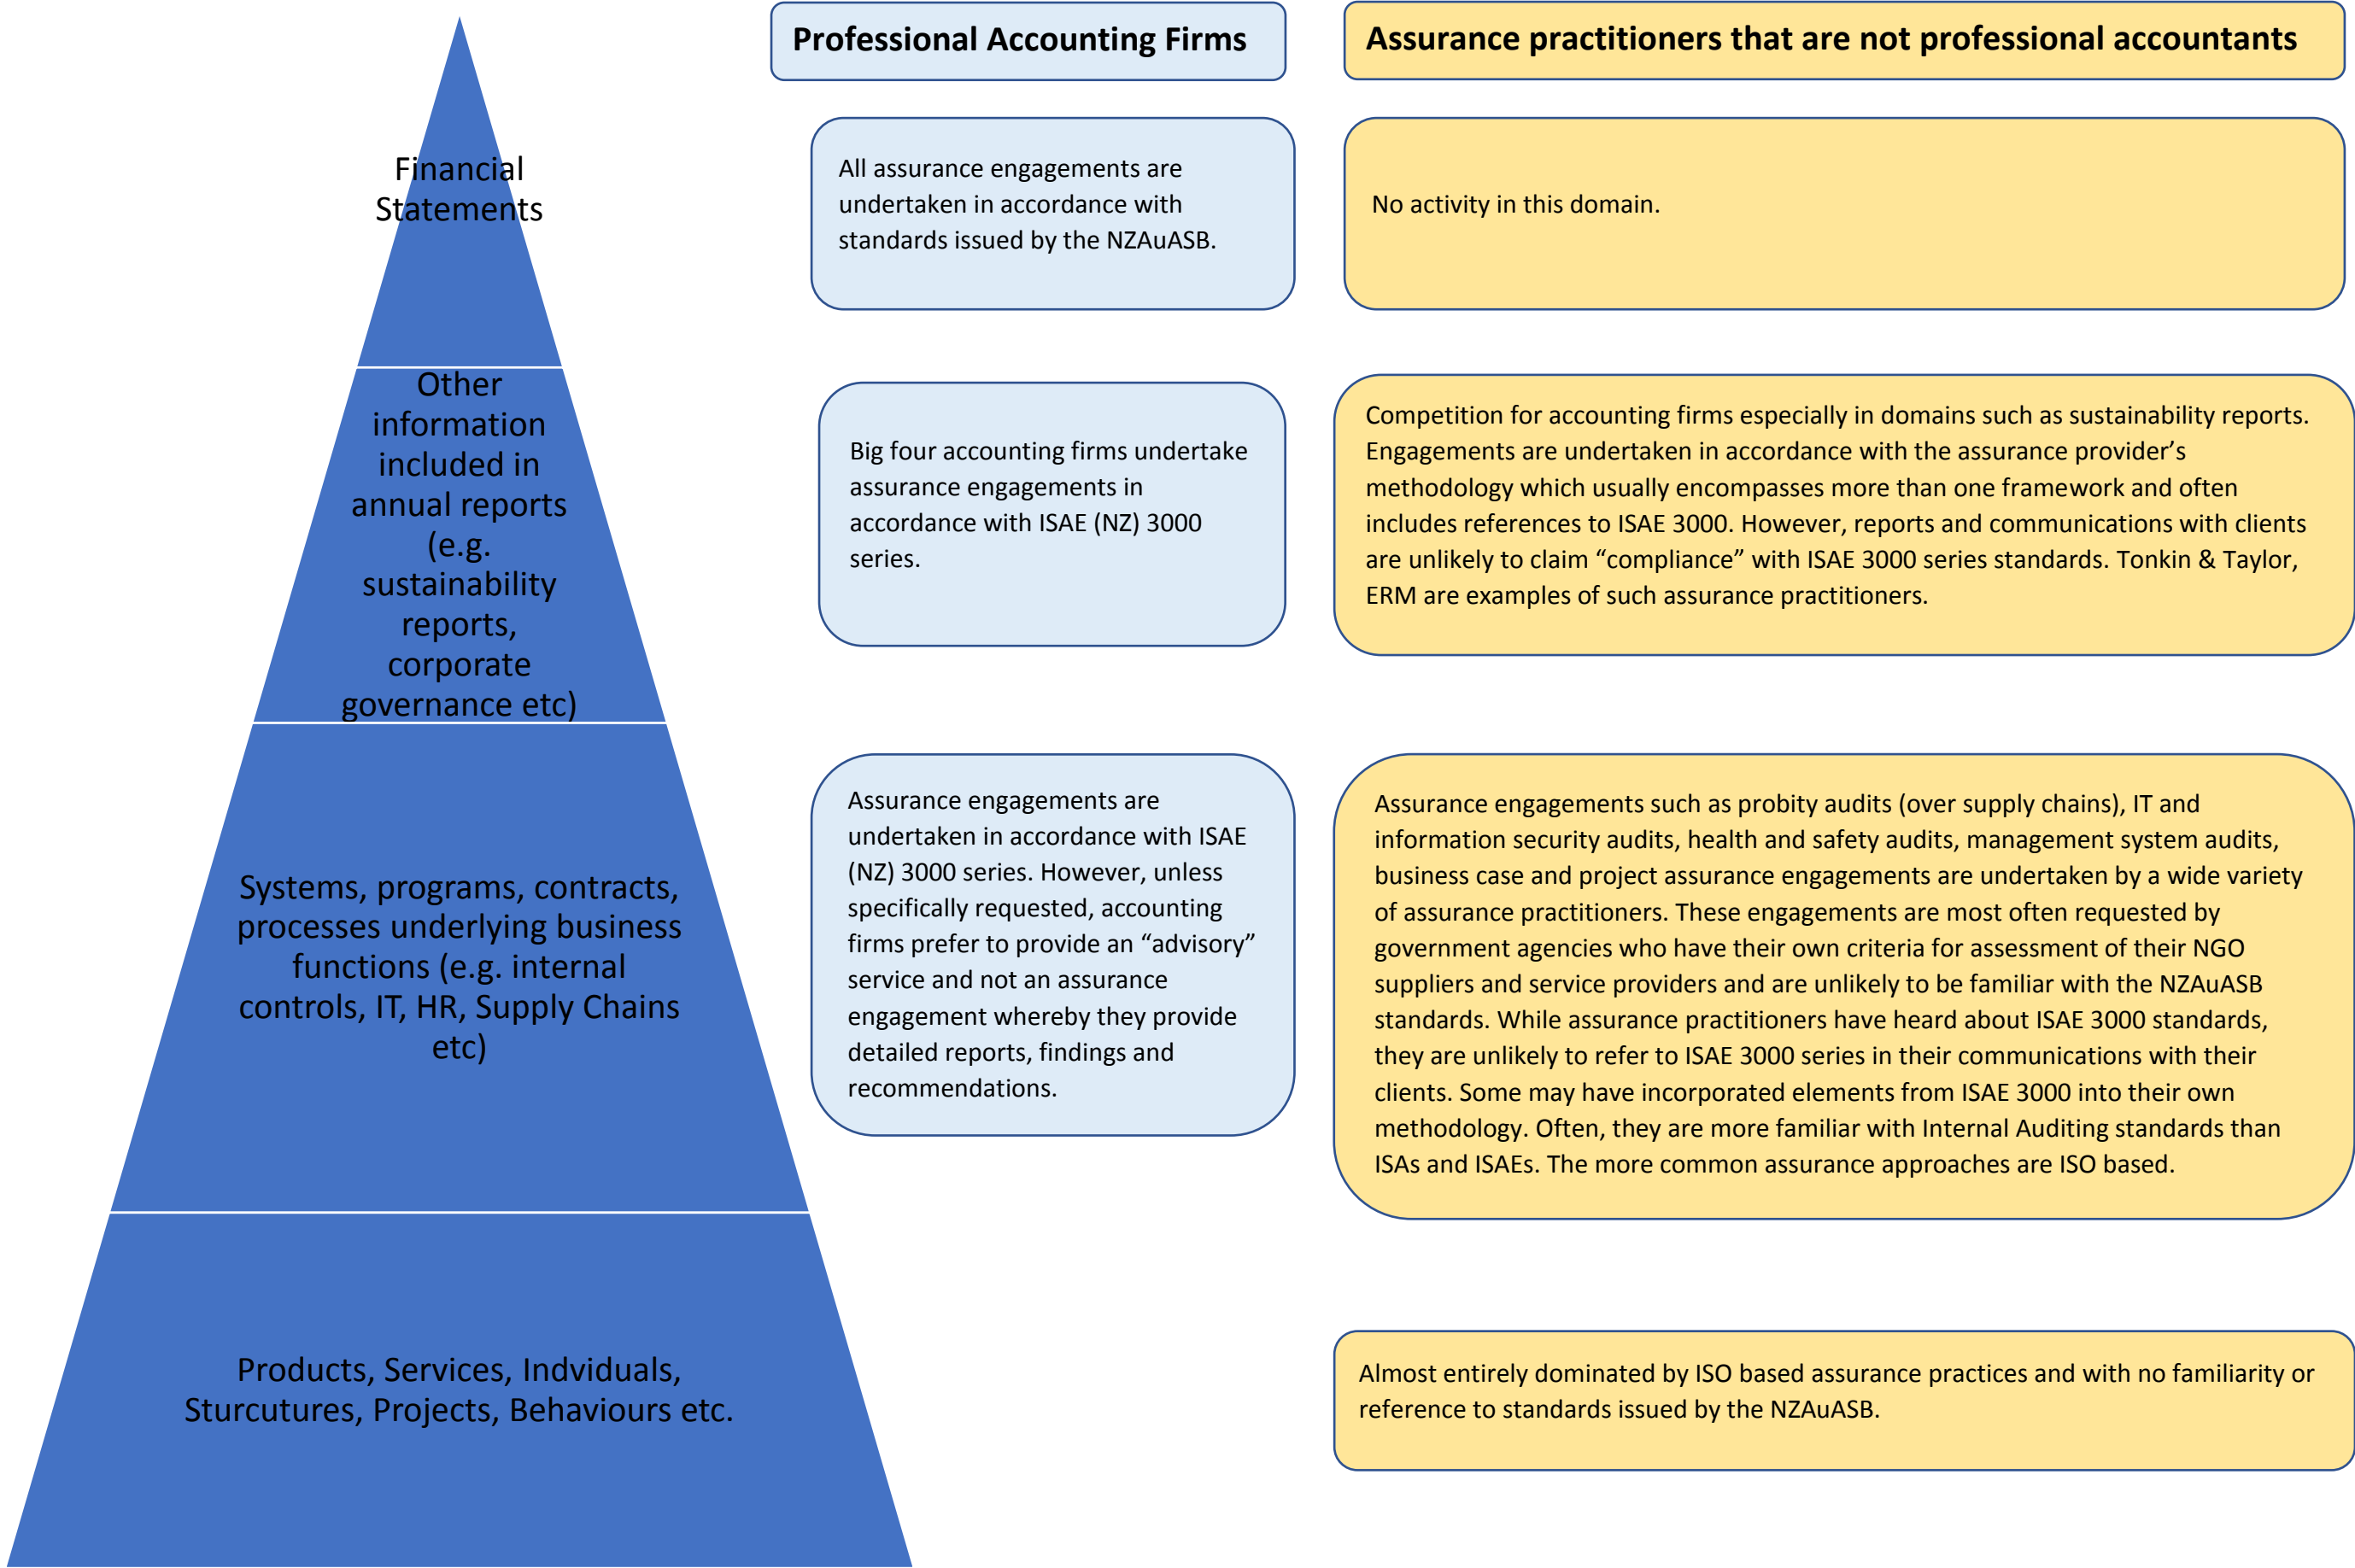 Professional Accounting Firms
Assurance practitioners that are not professional accountants
Financial
Statements
All assurance engagements are
undertaken in accordance with
standards issued by the NZAuASB.
No activity in this domain.
Other
information
included in
annual reports
(e.g.
sustainability
reports,
corporate
governance etc)
Big four accounting firms undertake
assurance engagements in
accordance with ISAE (NZ) 3000
series.
Competition for accounting firms especially in domains such as sustainability reports.
Engagements are undertaken in accordance with the assurance provider’s
methodology which usually encompasses more than one framework and often
includes references to ISAE 3000. However, reports and communications with clients
are unlikely to claim “compliance” with ISAE 3000 series standards. Tonkin & Taylor,
ERM are examples of such assurance practitioners.
Systems, programs, contracts,
processes underlying business
functions (e.g. internal
controls, IT, HR, Supply Chains
etc)
Assurance engagements are
undertaken in accordance with ISAE
(NZ) 3000 series. However, unless
specifically requested, accounting
firms prefer to provide an “advisory”
service and not an assurance
engagement whereby they provide
detailed reports, findings and
recommendations.
Assurance engagements such as probity audits (over supply chains), IT and
information security audits, health and safety audits, management system audits,
business case and project assurance engagements are undertaken by a wide variety
of assurance practitioners. These engagements are most often requested by
government agencies who have their own criteria for assessment of their NGO
suppliers and service providers and are unlikely to be familiar with the NZAuASB
standards. While assurance practitioners have heard about ISAE 3000 standards,
they are unlikely to refer to ISAE 3000 series in their communications with their
clients. Some may have incorporated elements from ISAE 3000 into their own
methodology. Often, they are more familiar with Internal Auditing standards than
ISAs and ISAEs. The more common assurance approaches are ISO based.
Products, Services, Indviduals,
Sturcutures, Projects, Behaviours etc.
Almost entirely dominated by ISO based assurance practices and with no familiarity or
reference to standards issued by the NZAuASB.